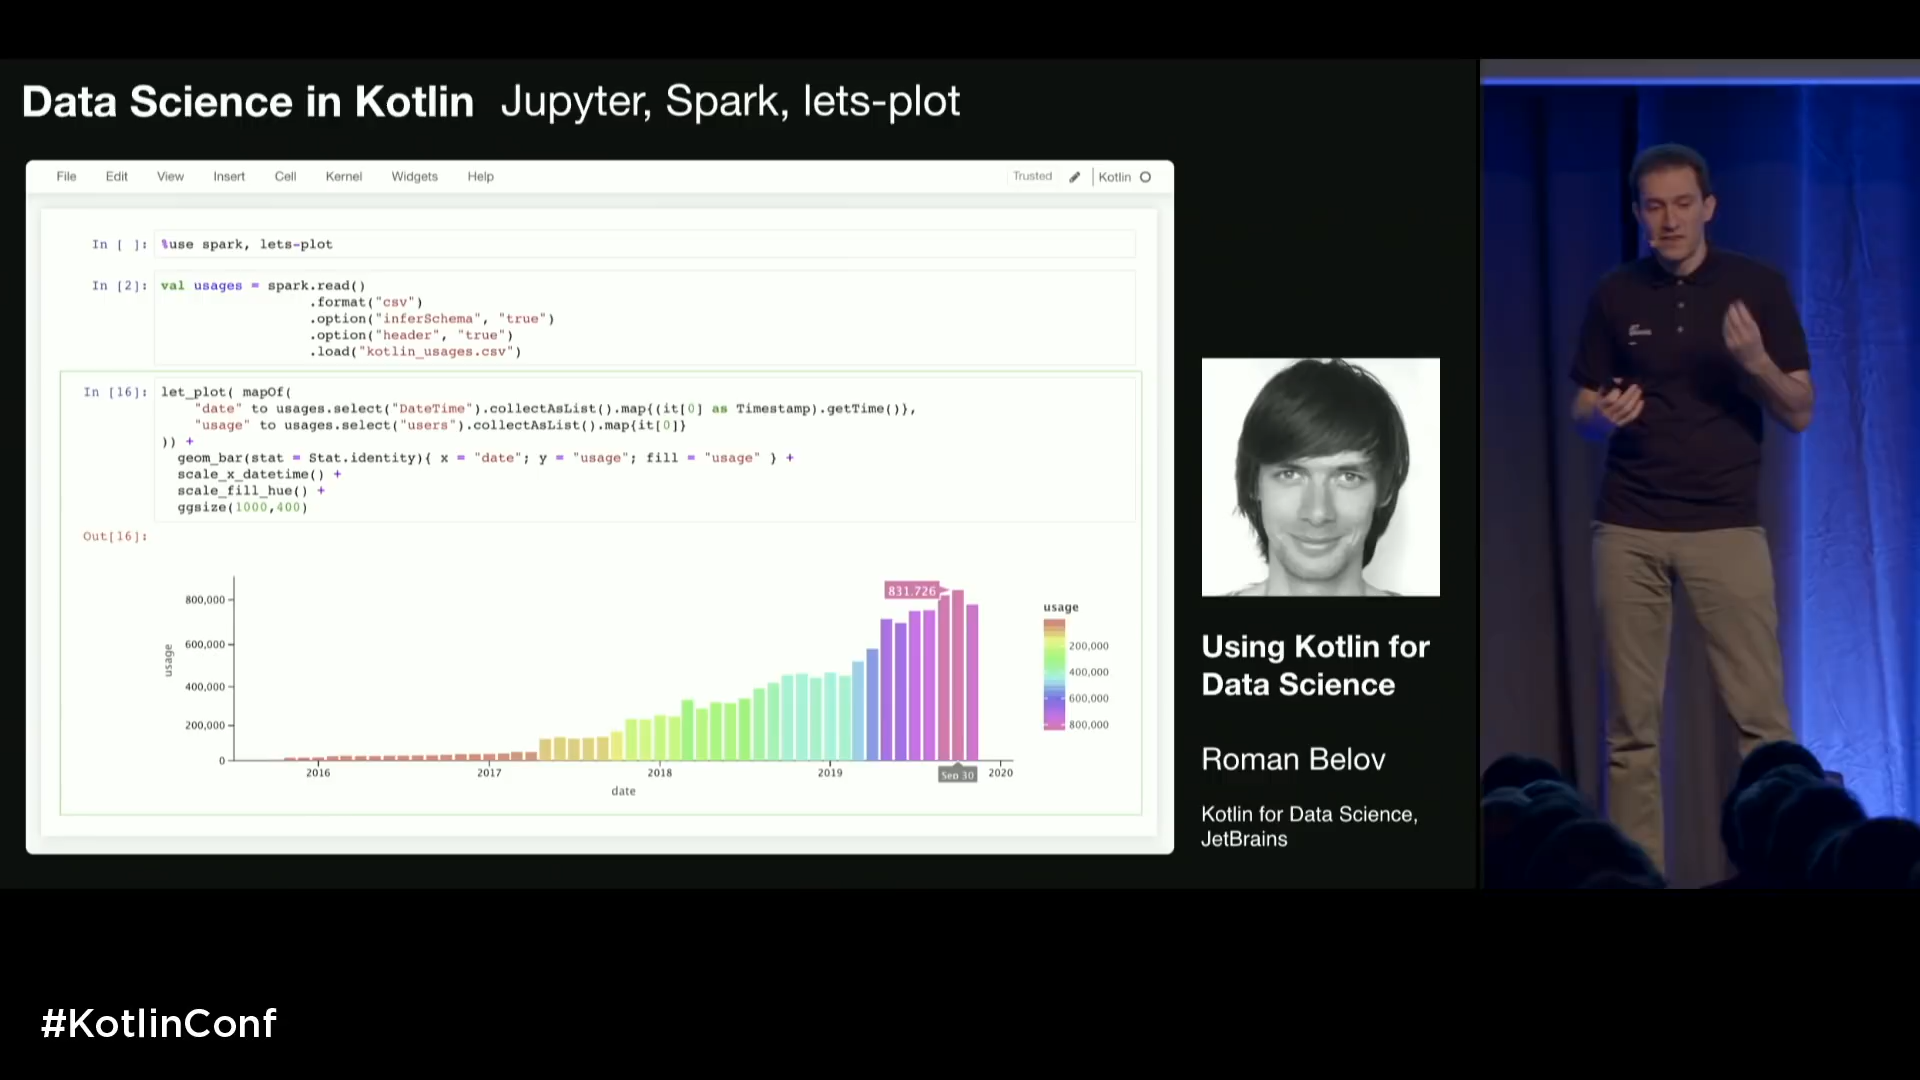 Data Science in Kotlin Jupyter, Spark, lets-plot
File Edit View Insert Cell Kernel Widgets Help Trusted Kotlin
In [ ]: %use spark, lets-plot
In [2]: val usages = spark.read()
.format("csv")
.option("inferSchema", "true")
.option("header", "true")
.load("kotlin_usages.csv")
In [16]: let_plot( mapOf(
"date" to usages.select("DateTime").collectAsList().map{(it[0] as Timestamp).getTime()},
"usage" to usages.select("users").collectAsList().map{it[0]}
)) +
geom_bar(stat = Stat.identity){ x = "date"; y = "usage"; fill = "usage" } +
scale_x_datetime() +
scale_fill_hue() +
ggsize(1000,400)
Out[16]:
831.726
800,000
600,000
400,000
200,000
0
usage
2016 2017 2018 2019 Sep 30 2020
date
usage
200,000
400,000
600,000
800,000
Using Kotlin for
Data Science
Roman Belov
Kotlin for Data Science,
JetBrains
#KotlinConf